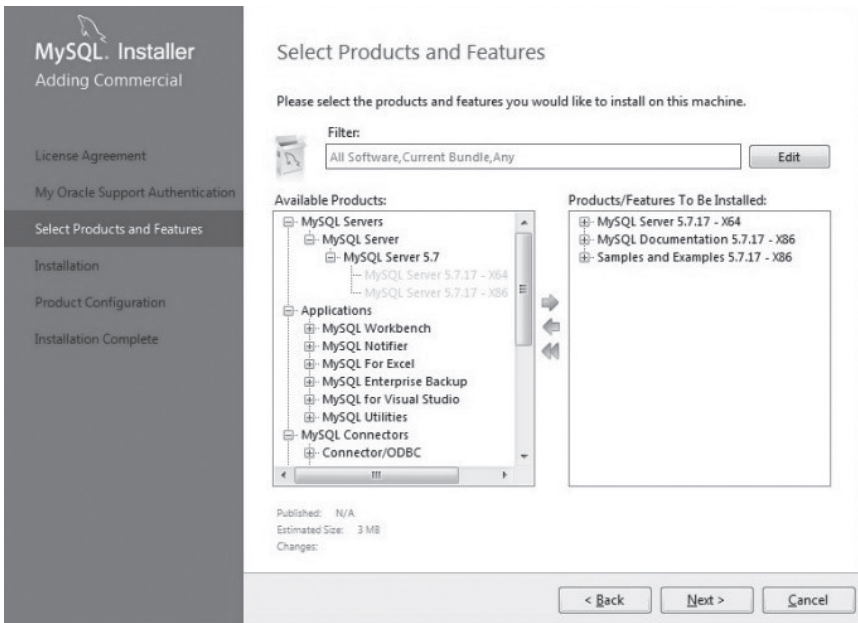 MySQL. Installer
Adding Commercial
License Agreement
My Oracle Support Authentication
Select Products and Features
Installation
Product Configuration
Installation Complete
Select Products and Features
Please select the products and features you would like to install on this machine.
Filter:
All Software,Current Bundle,Any
Edit
Available Products:
MySQL Servers
MySQL Server
MySQL Server 5.7
MySQL Server 5.7.17 - X64
MySQL Server 5.7.17 - X86
Applications
MySQL Workbench
MySQL Notifier
MySQL For Excel
MySQL Enterprise Backup
MySQL for Visual Studio
MySQL Utilities
MySQL Connectors
Connector/ODBC
Products/Features To Be Installed:
MySQL Server 5.7.17 - X64
MySQL Documentation 5.7.17 - X86
Samples and Examples 5.7.17 - X86
Published: N/A
Estimated Size: 3 MB
Changes:
< Back
Next >
Cancel